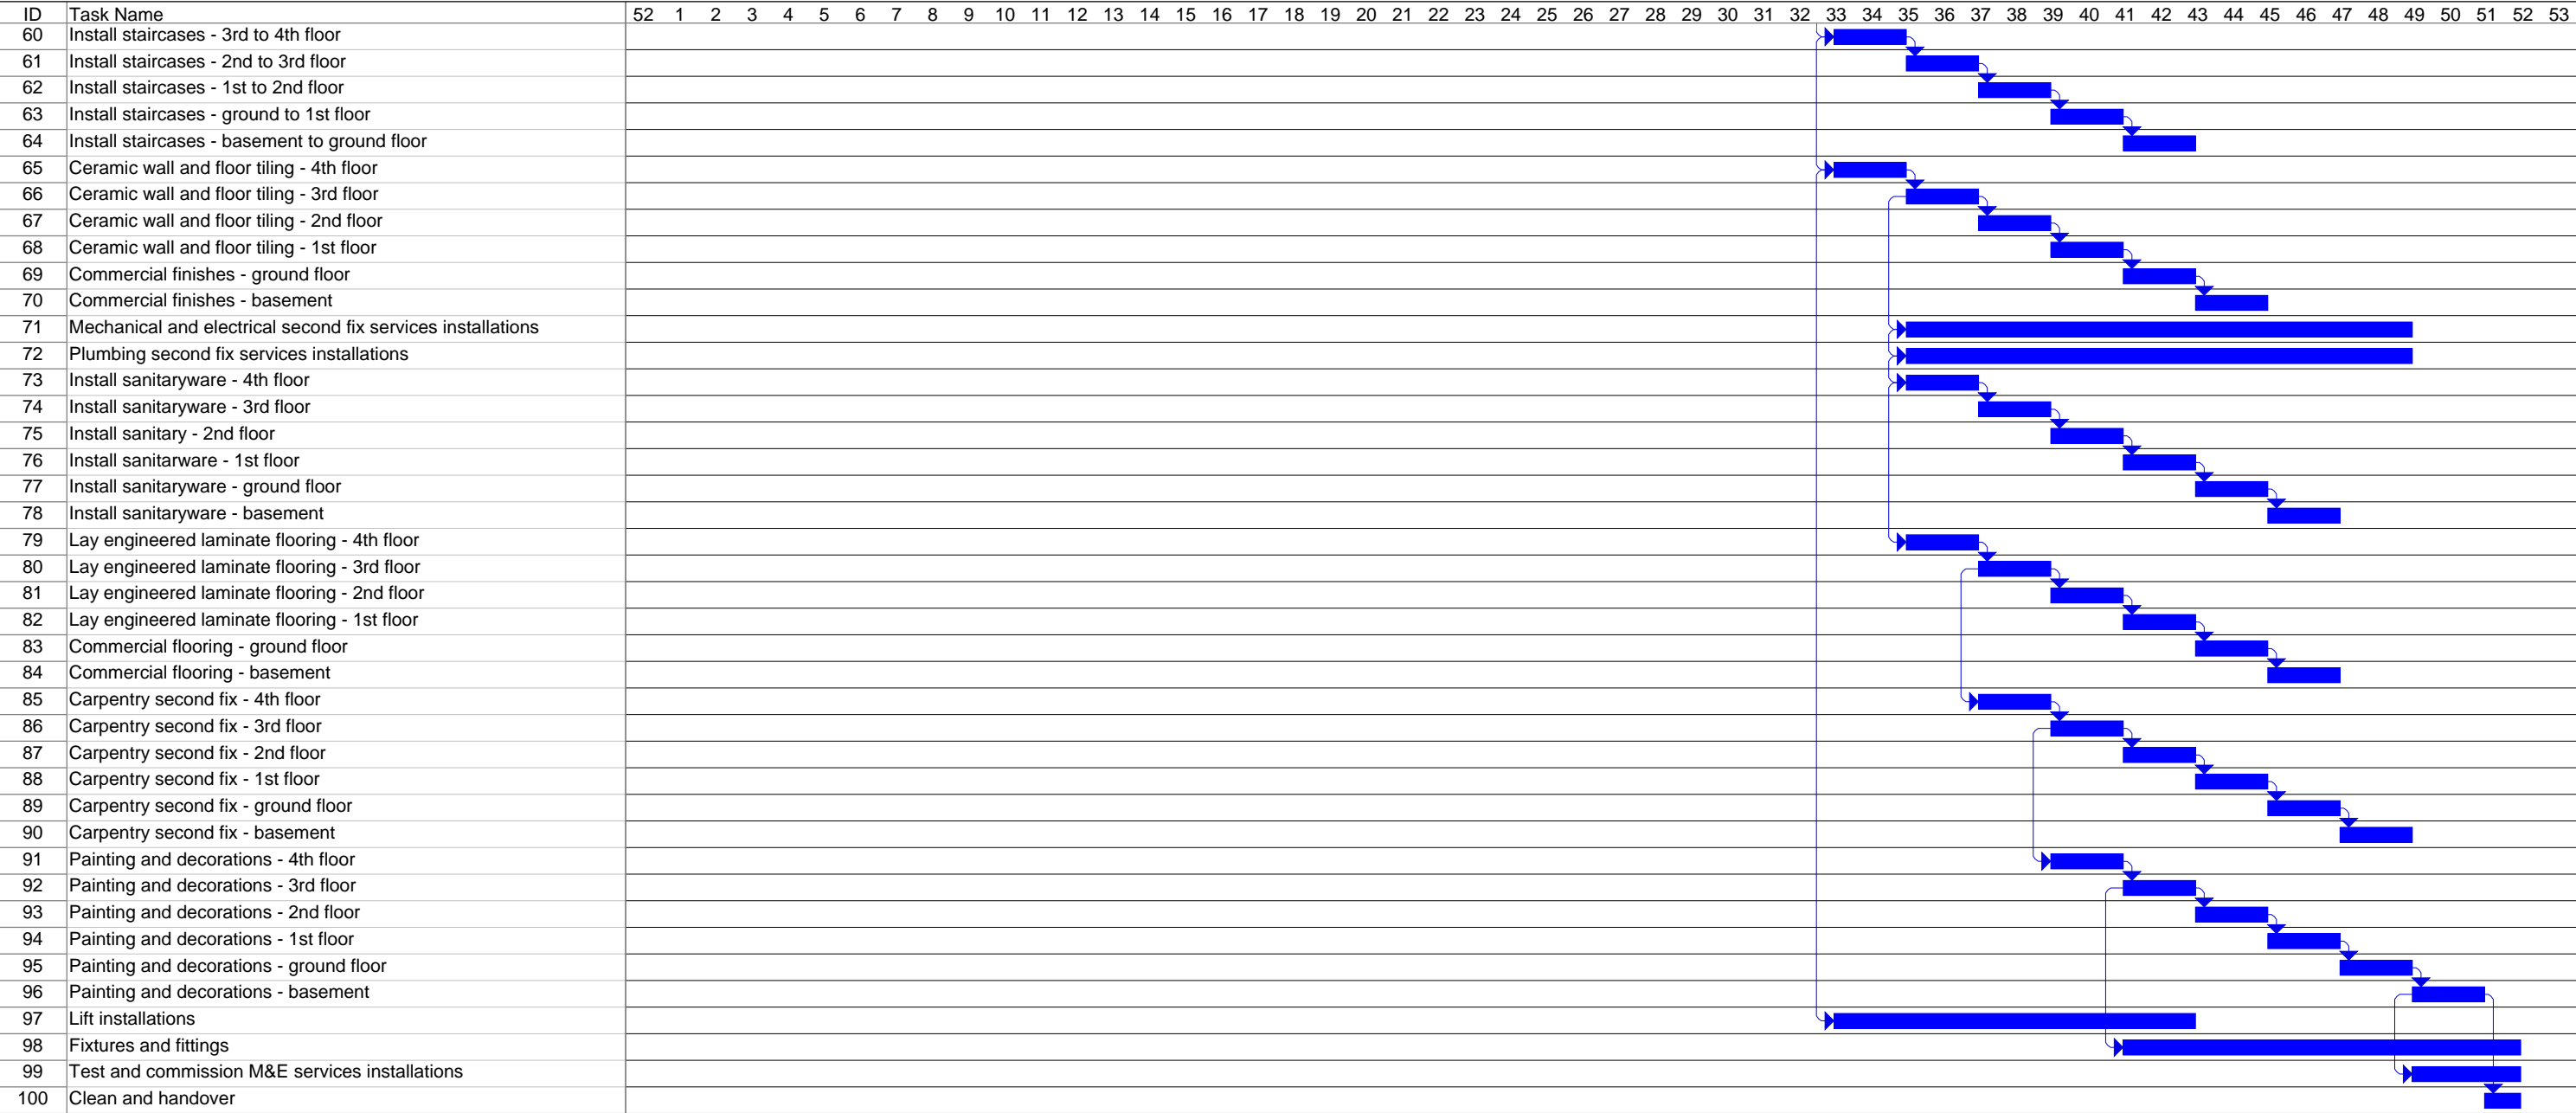 ID Task Name 52 1 2 3 4 5 6 7 8 9 10 11 12 13 14 15 16 17 18 19 20 21 22 23 24 25 26 27 28 29 30 31 32 33 34 35 36 37 38 39 40 41 42 43 44 45 46 47 48 49 50 51 52 53
60 Install staircases - 3rd to 4th floor
61 Install staircases - 2nd to 3rd floor
62 Install staircases - 1st to 2nd floor
63 Install staircases - ground to 1st floor
64 Install staircases - basement to ground floor
65 Ceramic wall and floor tiling - 4th floor
66 Ceramic wall and floor tiling - 3rd floor
67 Ceramic wall and floor tiling - 2nd floor
68 Ceramic wall and floor tiling - 1st floor
69 Commercial finishes - ground floor
70 Commercial finishes - basement
71 Mechanical and electrical second fix services installations
72 Plumbing second fix services installations
73 Install sanitaryware - 4th floor
74 Install sanitaryware - 3rd floor
75 Install sanitary - 2nd floor
76 Install sanitarware - 1st floor
77 Install sanitaryware - ground floor
78 Install sanitaryware - basement
79 Lay engineered laminate flooring - 4th floor
80 Lay engineered laminate flooring - 3rd floor
81 Lay engineered laminate flooring - 2nd floor
82 Lay engineered laminate flooring - 1st floor
83 Commercial flooring - ground floor
84 Commercial flooring - basement
85 Carpentry second fix - 4th floor
86 Carpentry second fix - 3rd floor
87 Carpentry second fix - 2nd floor
88 Carpentry second fix - 1st floor
89 Carpentry second fix - ground floor
90 Carpentry second fix - basement
91 Painting and decorations - 4th floor
92 Painting and decorations - 3rd floor
93 Painting and decorations - 2nd floor
94 Painting and decorations - 1st floor
95 Painting and decorations - ground floor
96 Painting and decorations - basement
97 Lift installations
98 Fixtures and fittings
99 Test and commission M&E services installations
100 Clean and handover